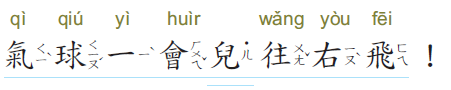 qì qiú yì huìr wǎng yòu fēi
氣ㄑㄧˋ球ㄑㄧㄡˊ一ㄧˋ會ㄏㄨㄟˋ兒˙ㄦ往ㄨㄤˇ右ㄧㄡˋ飛ㄈㄟ！